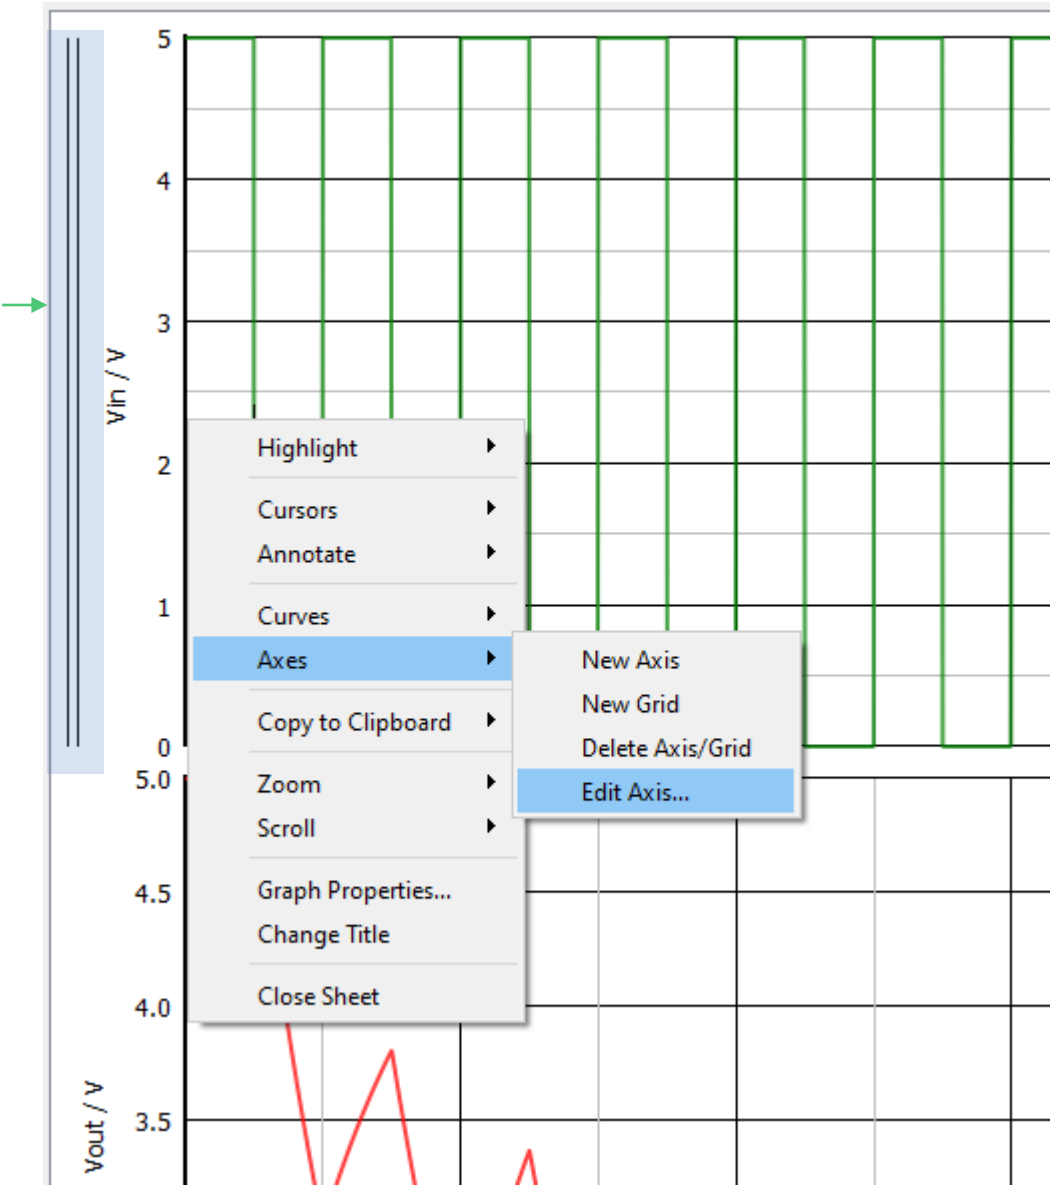 5
4
3
Vin / V
2
1
0
Highlight
Cursors
Annotate
Curves
Axes
Copy to Clipboard
Zoom
Scroll
Graph Properties...
Change Title
Close Sheet
New Axis
New Grid
Delete Axis/Grid
Edit Axis...
5.0
4.5
4.0
Vout / V
3.5